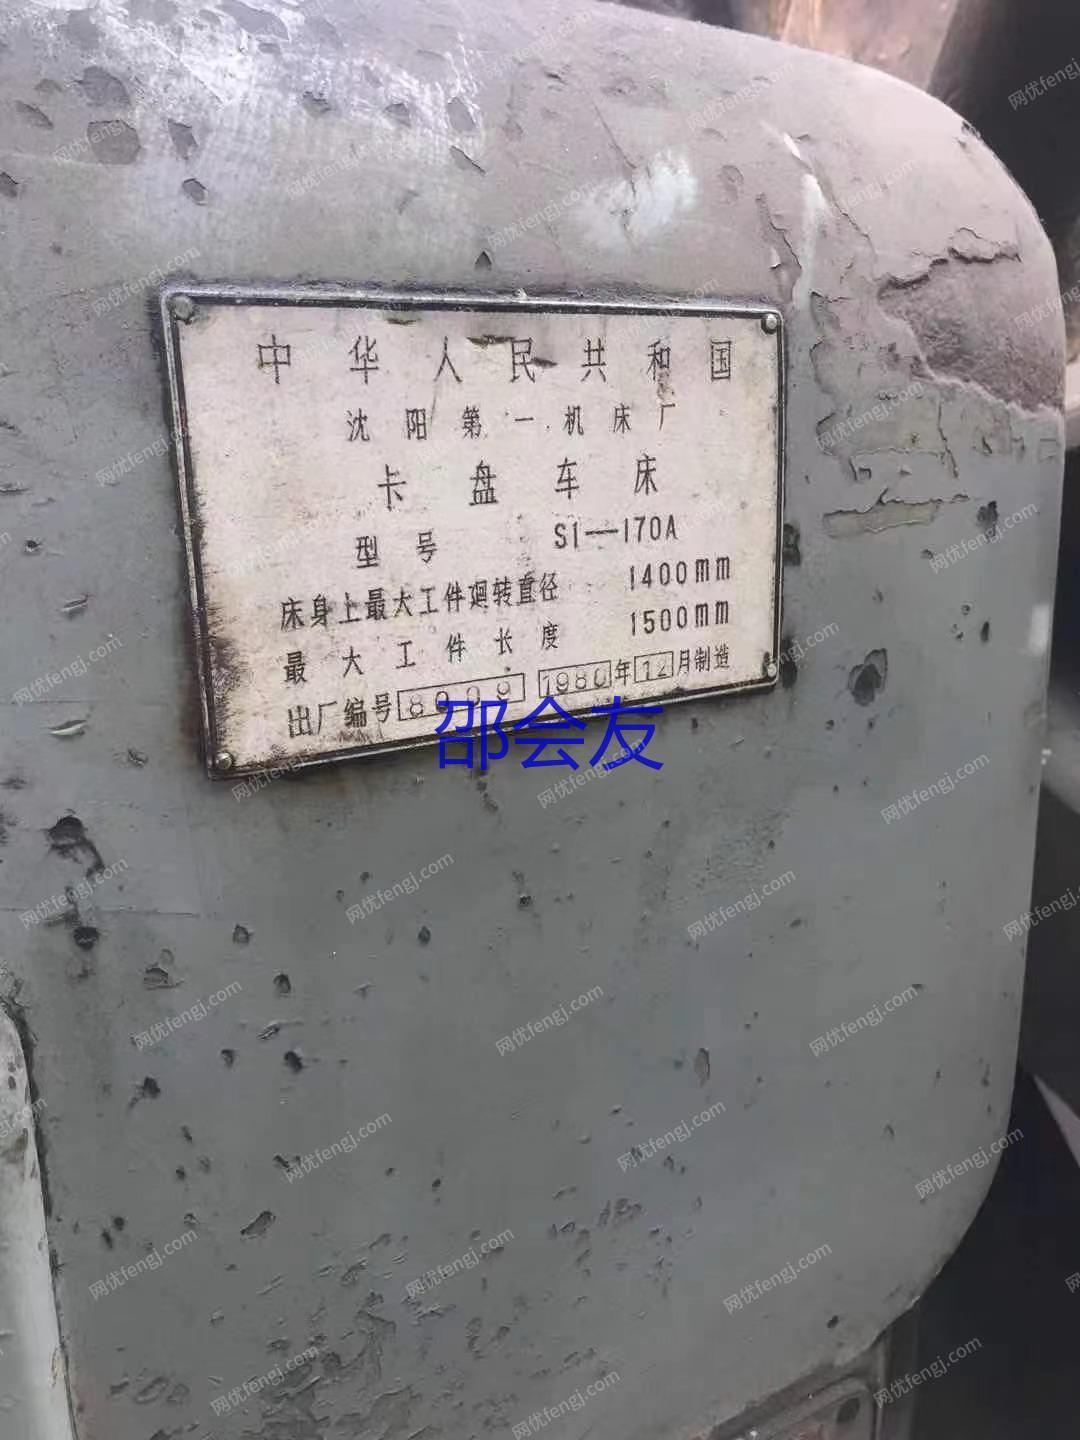 中华人民共和国
沈阳第一机床厂
卡盘车床
型号 S1—170A
床身上最大工件廻转直径 1400mm
最大工件长度 1500mm
出厂编号 8009 1980年12月制造
邵会友
网优fengj.com